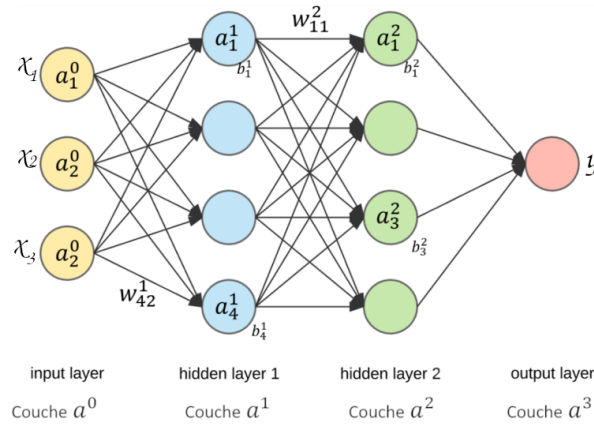 w₁₁²
x₁ a₁⁰ a₁¹ b₁¹ a₁² b₁²
x₂ a₂⁰ y
x₃ a₂⁰ a₃² b₃²
w₄₂¹ a₄¹ b₄¹
input layer hidden layer 1 hidden layer 2 output layer
Couche a⁰ Couche a¹ Couche a² Couche a³